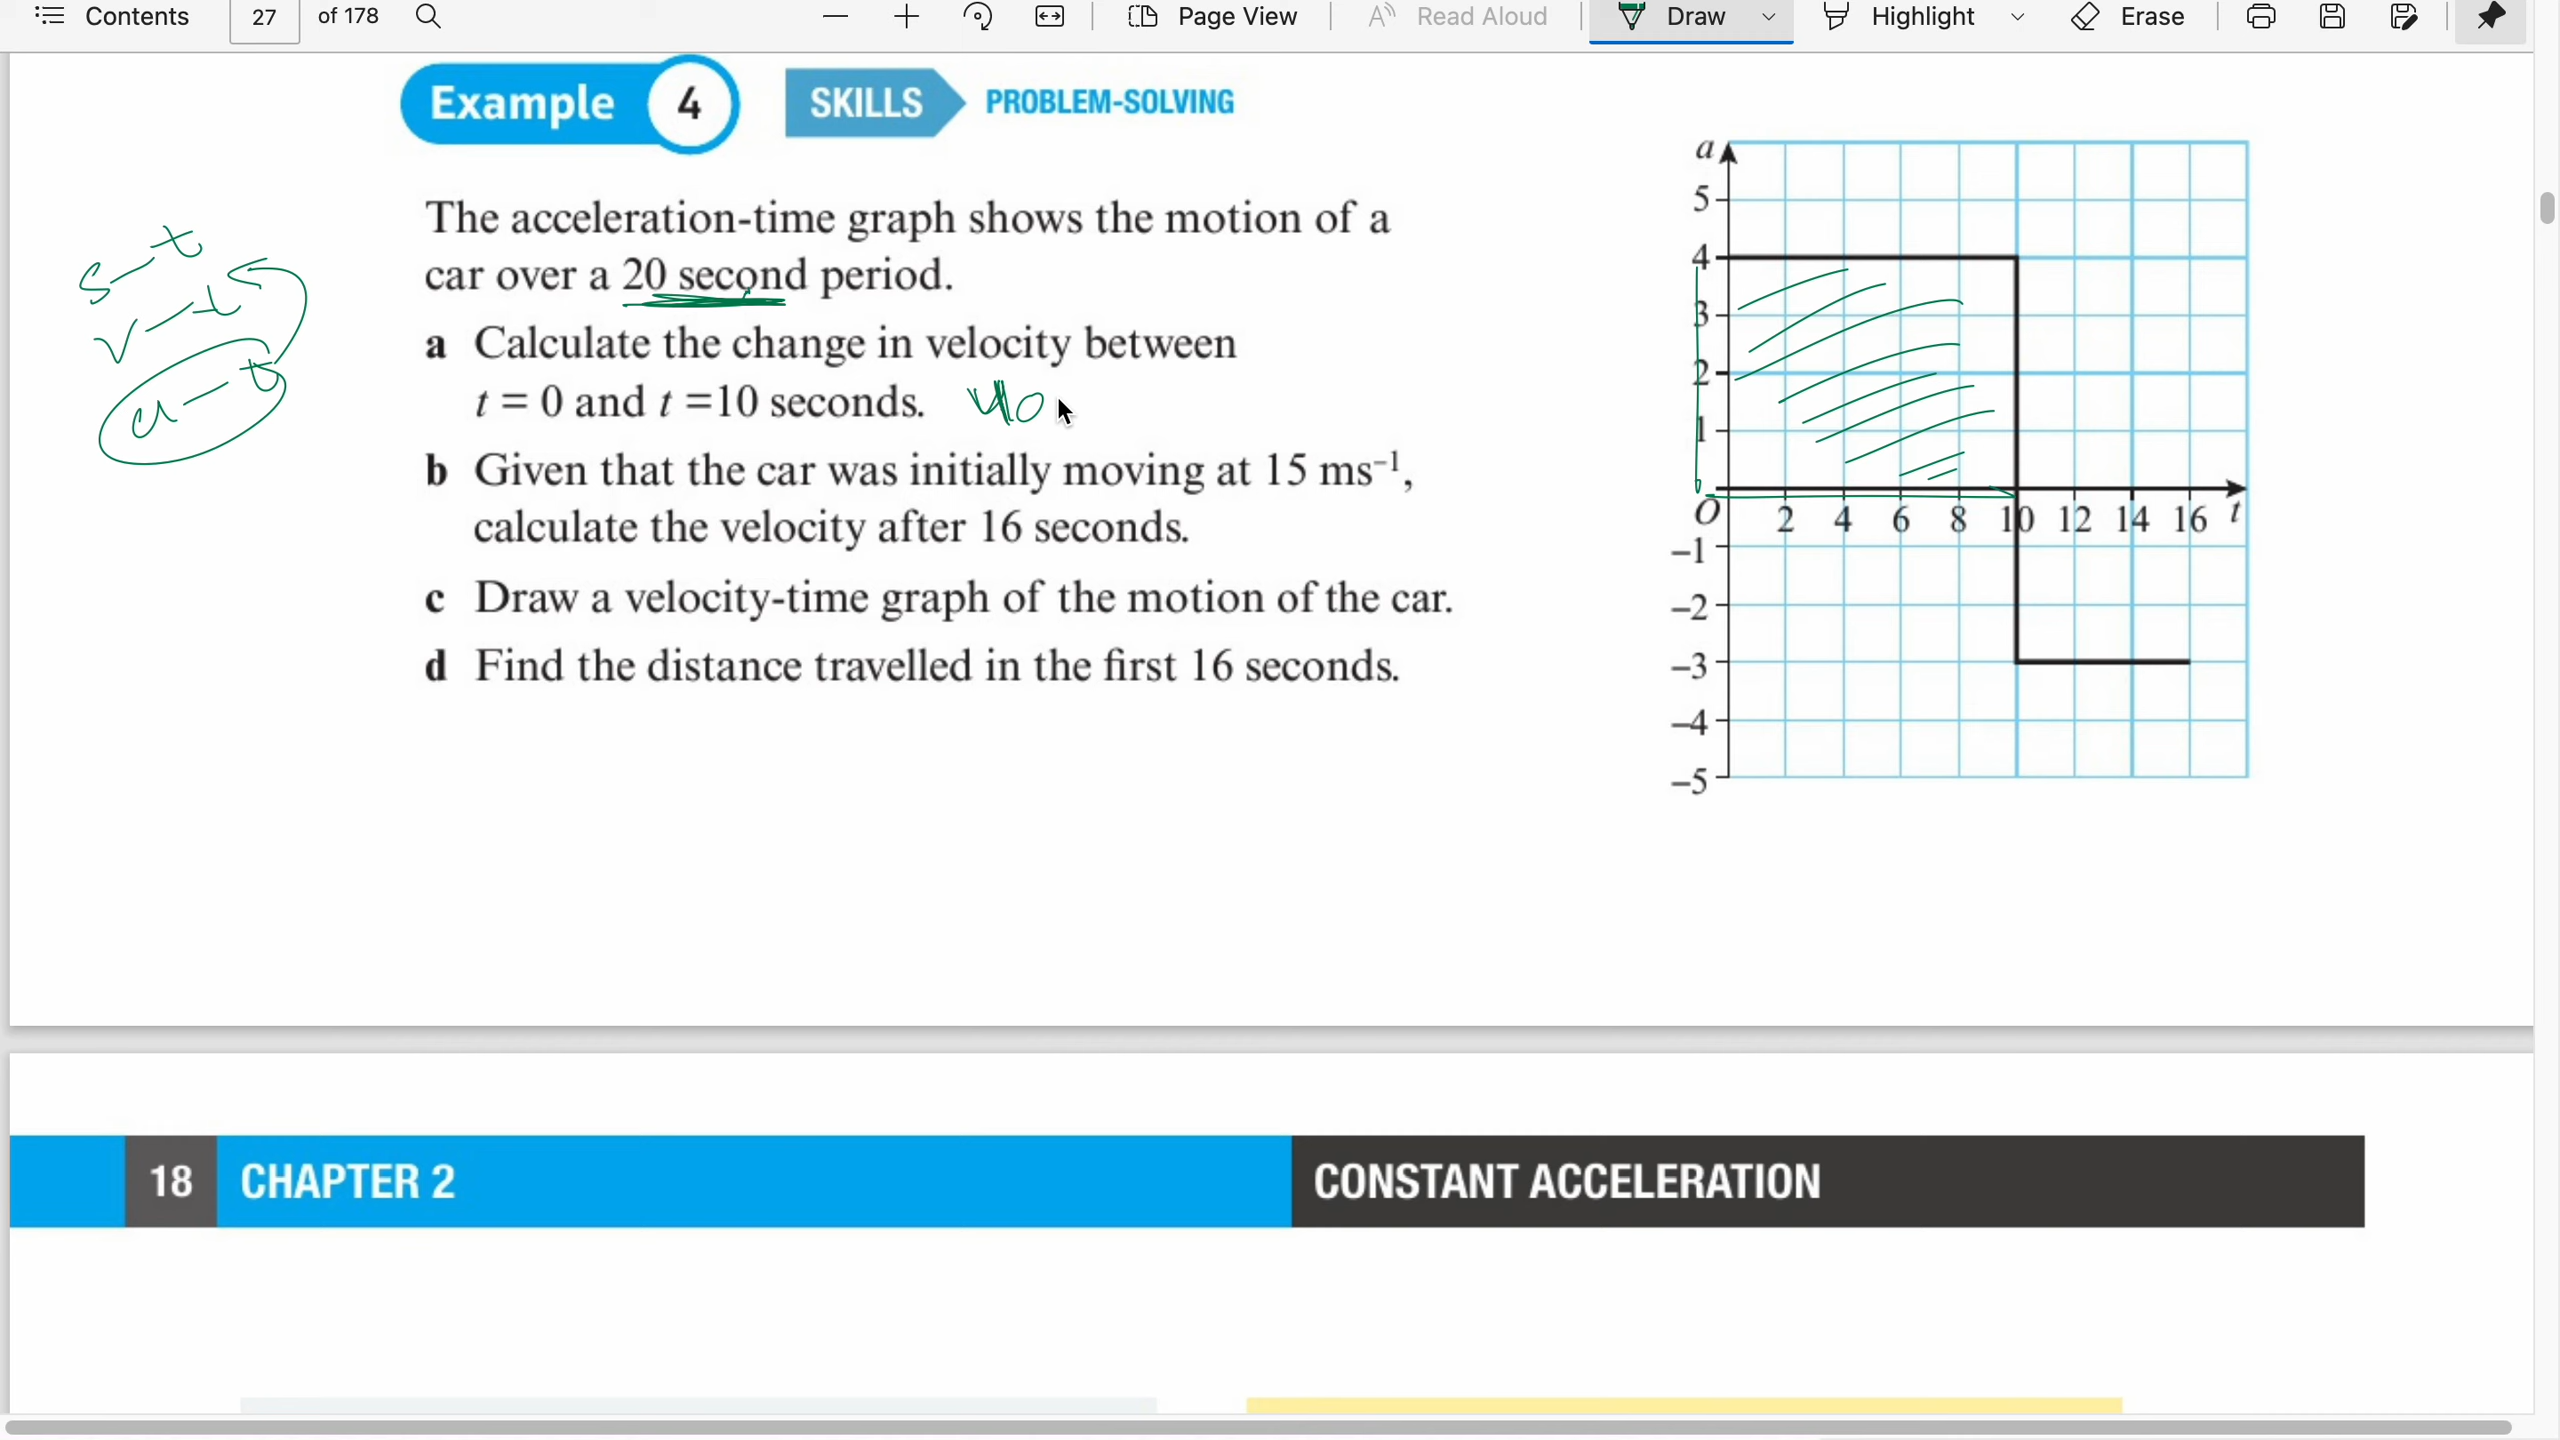 Contents 27 of 178 Page View Read Aloud Draw Highlight Erase
Example 4 SKILLS PROBLEM-SOLVING
The acceleration-time graph shows the motion of a
car over a 20 second period.
a Calculate the change in velocity between
t = 0 and t =10 seconds. 40
b Given that the car was initially moving at 15 ms⁻¹,
calculate the velocity after 16 seconds.
c Draw a velocity-time graph of the motion of the car.
d Find the distance travelled in the first 16 seconds.
s–t
v–t
a–t
a
5
4
3
2
1
O 2 4 6 8 10 12 14 16 t
–1
–2
–3
–4
–5
18 CHAPTER 2 CONSTANT ACCELERATION